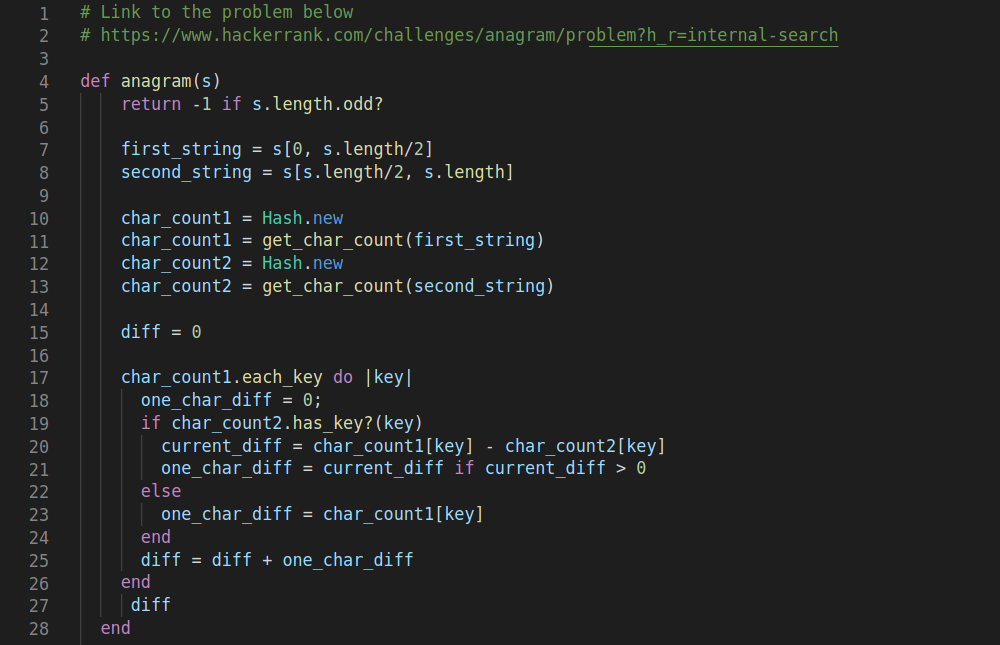 1 # Link to the problem below
2 # https://www.hackerrank.com/challenges/anagram/problem?h_r=internal-search
3
4 def anagram(s)
5     return -1 if s.length.odd?
6
7     first_string = s[0, s.length/2]
8     second_string = s[s.length/2, s.length]
9
10     char_count1 = Hash.new
11     char_count1 = get_char_count(first_string)
12     char_count2 = Hash.new
13     char_count2 = get_char_count(second_string)
14
15     diff = 0
16
17     char_count1.each_key do |key|
18       one_char_diff = 0;
19       if char_count2.has_key?(key)
20         current_diff = char_count1[key] - char_count2[key]
21         one_char_diff = current_diff if current_diff > 0
22       else
23         one_char_diff = char_count1[key]
24       end
25       diff = diff + one_char_diff
26     end
27      diff
28   end